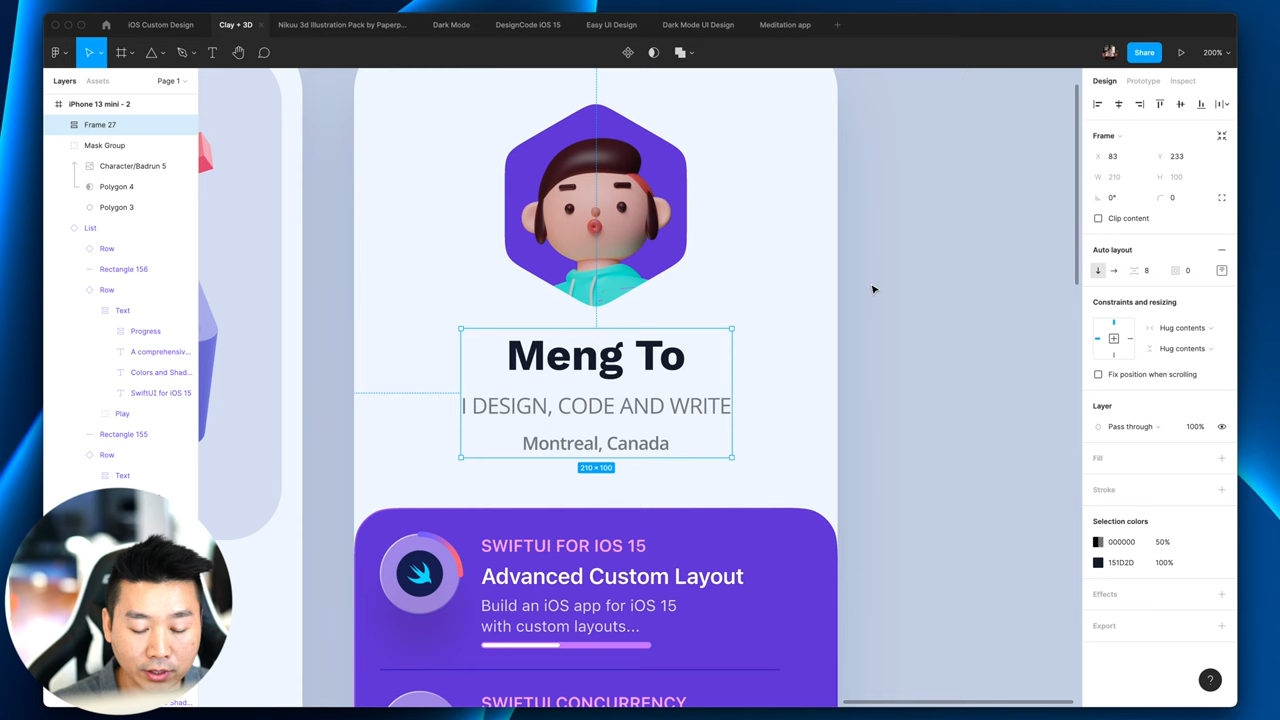 iOS Custom Design
Clay + 3D
Nikuu 3d Illustration Pack by Paperp...
Dark Mode
DesignCode iOS 15
Easy UI Design
Dark Mode UI Design
Meditation app
Share
200%
Layers
Assets
Page 1
iPhone 13 mini - 2
Frame 27
Mask Group
Character/Badrun 5
Polygon 4
Polygon 3
List
Row
Rectangle 156
Row
Text
Progress
A comprehensiv...
Colors and Shad...
SwiftUI for iOS 15
Play
Rectangle 155
Row
Text
Shad...
Meng To
I DESIGN, CODE AND WRITE
Montreal, Canada
210 × 100
SWIFTUI FOR IOS 15
Advanced Custom Layout
Build an iOS app for iOS 15
with custom layouts...
SWIFTUI CONCURRENCY
Design
Prototype
Inspect
Frame
X 83
Y 233
W 210
H 100
0°
0
Clip content
Auto layout
8
0
Constraints and resizing
Hug contents
Hug contents
Fix position when scrolling
Layer
Pass through
100%
Fill
Stroke
Selection colors
000000
50%
151D2D
100%
Effects
Export
?